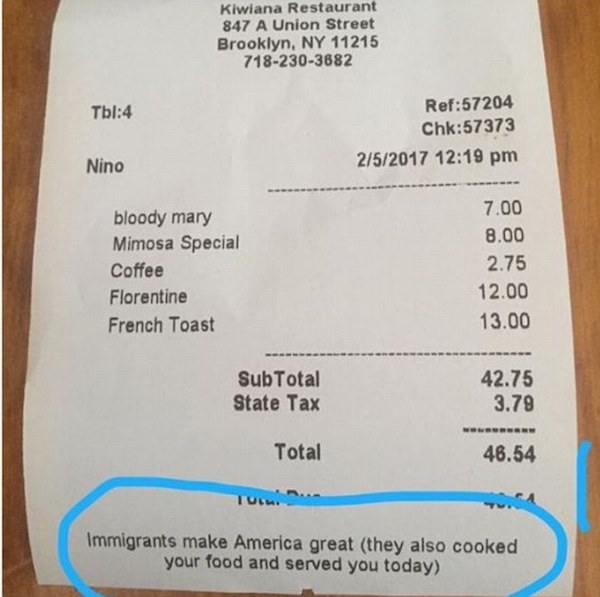 Kiwiana Restaurant
847 A Union Street
Brooklyn, NY 11215
718-230-3682
Tbl:4 Ref:57204
Chk:57373
Nino 2/5/2017 12:19 pm
bloody mary 7.00
Mimosa Special 8.00
Coffee 2.75
Florentine 12.00
French Toast 13.00
SubTotal 42.75
State Tax 3.79
Total 46.54
Total
Immigrants make America great (they also cooked
your food and served you today)